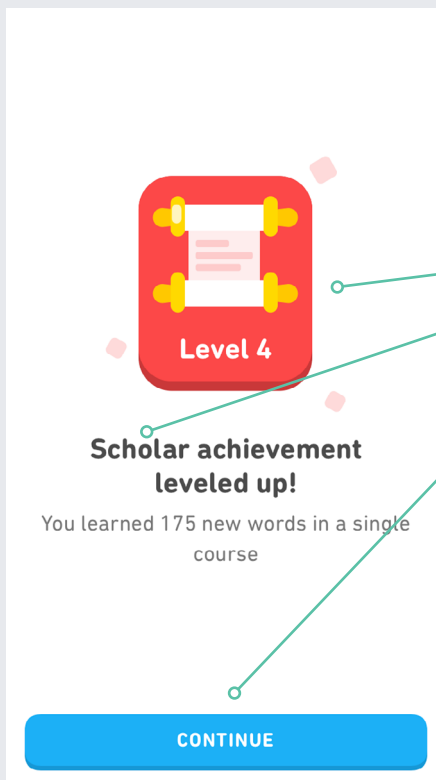 Level 4
Scholar achievement
leveled up!
You learned 175 new words in a single
course
CONTINUE